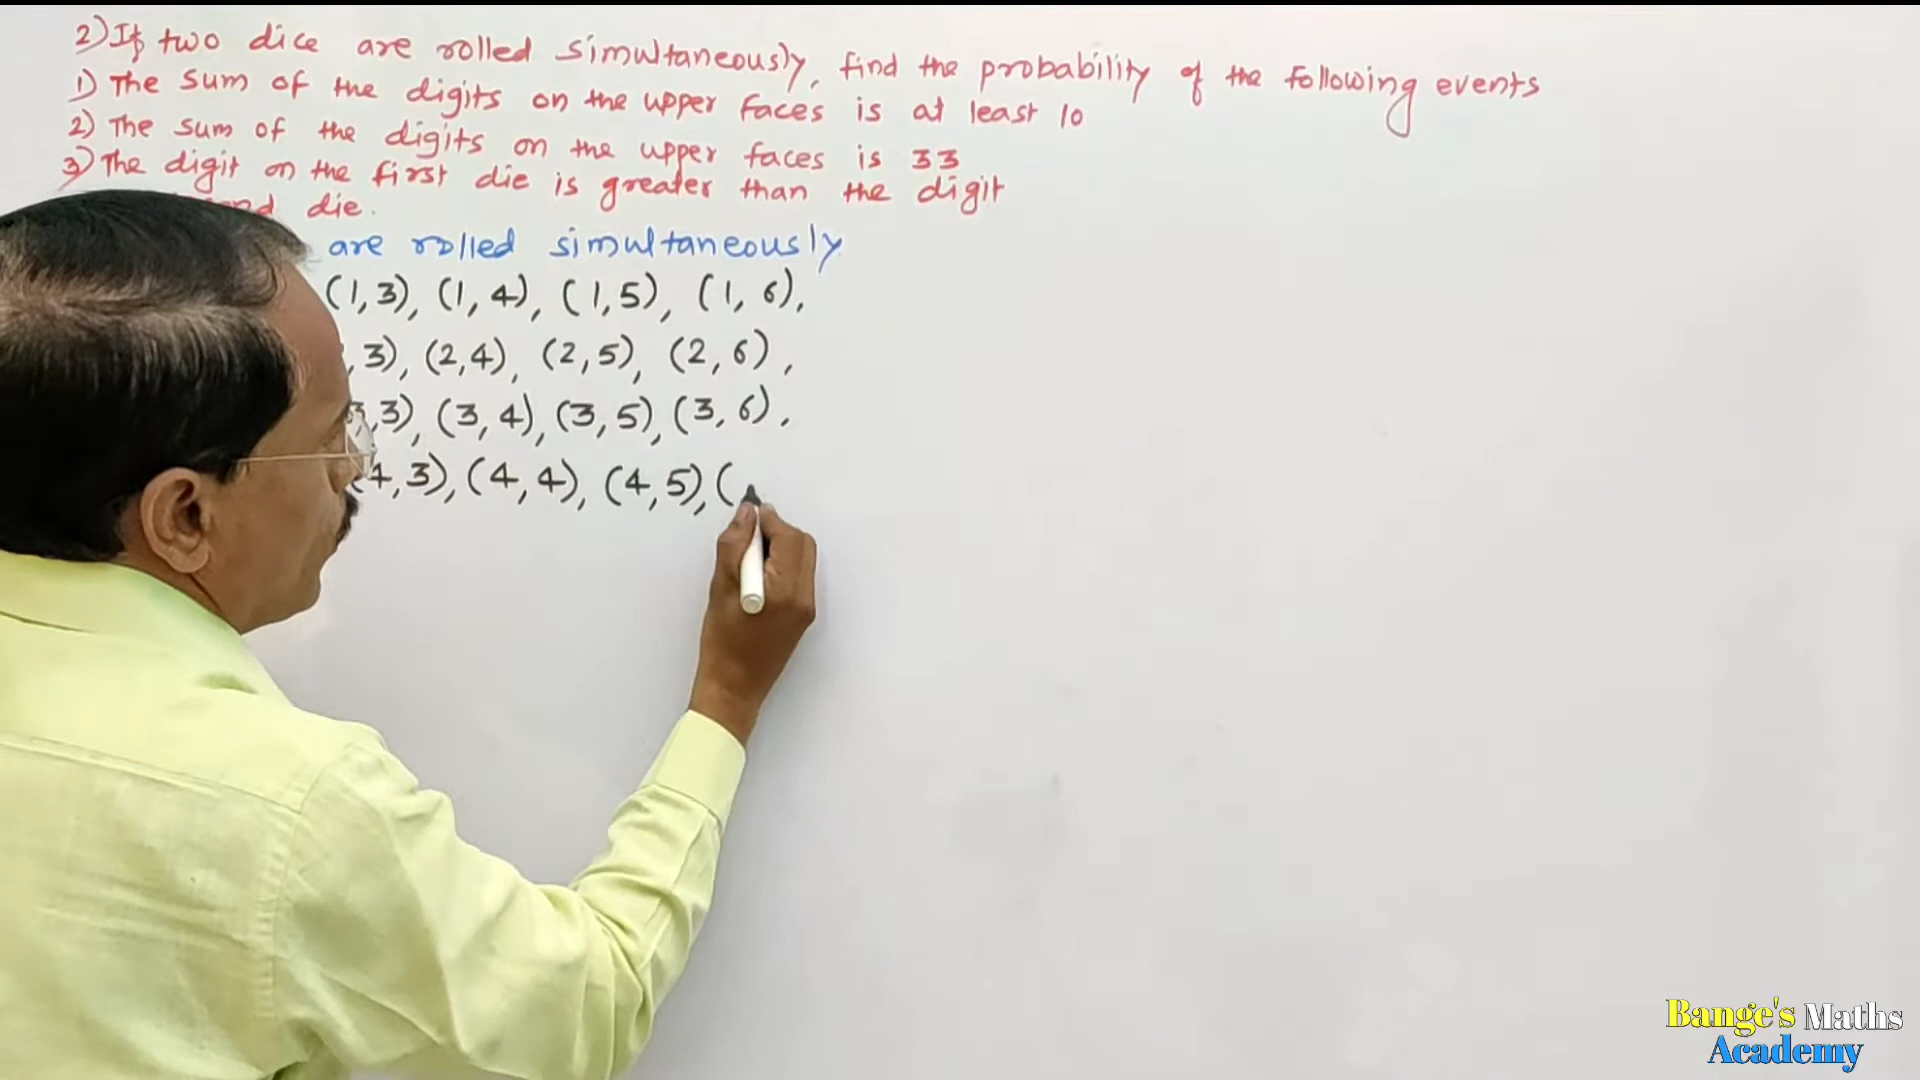 2) If two dice are rolled simultaneously, find the probability of the following events
1) The sum of the digits on the upper faces is at least 10
2) The sum of the digits on the upper faces is 33
3) The digit on the first die is greater than the digit
die.
are rolled simultaneously
(1,3), (1,4), (1,5), (1,6),
,3), (2,4), (2,5), (2,6),
,3), (3,4), (3,5), (3,6),
(4,3), (4,4), (4,5), (
Bange's Maths
Academy